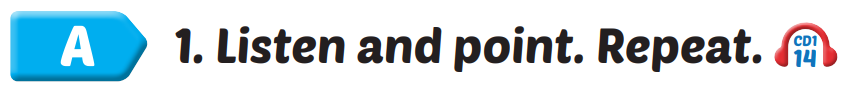 A 1. Listen and point. Repeat. CD1 14